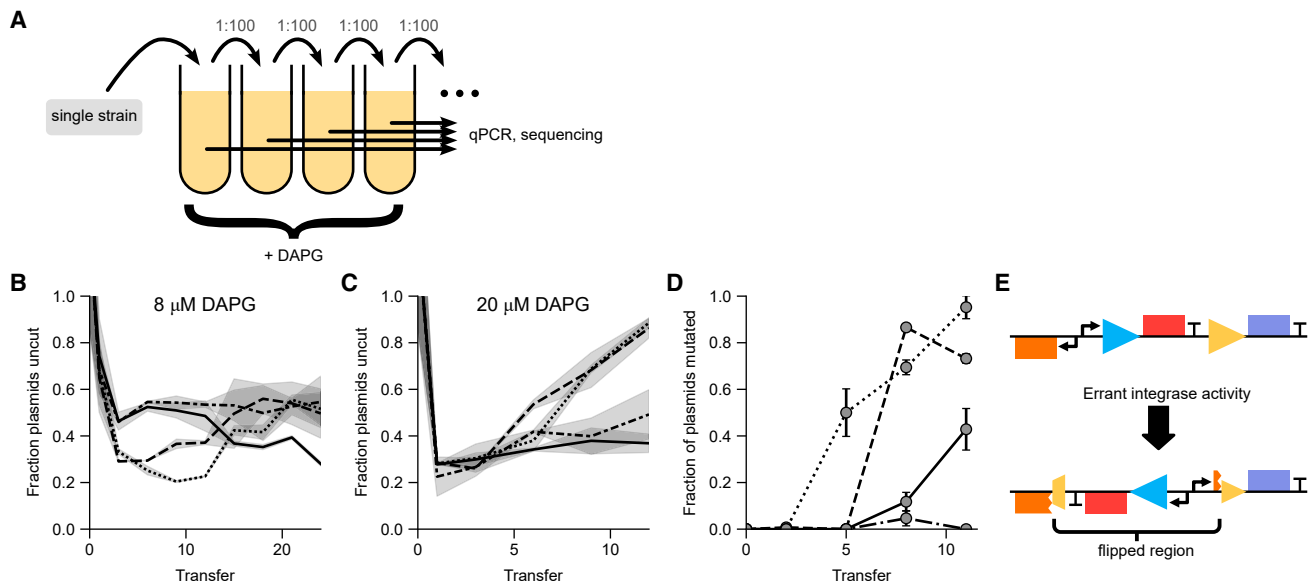 A
1:100 1:100 1:100 1:100
single strain
qPCR, sequencing
+ DAPG
B
8 μM DAPG
Fraction plasmids uncut
1.0
0.8
0.6
0.4
0.2
0.0
0 10 20
Transfer
C
20 μM DAPG
Fraction plasmids uncut
1.0
0.8
0.6
0.4
0.2
0.0
0 5 10
Transfer
D
Fraction of plasmids mutated
1.0
0.8
0.6
0.4
0.2
0.0
0 5 10
Transfer
E
Errant integrase activity
flipped region